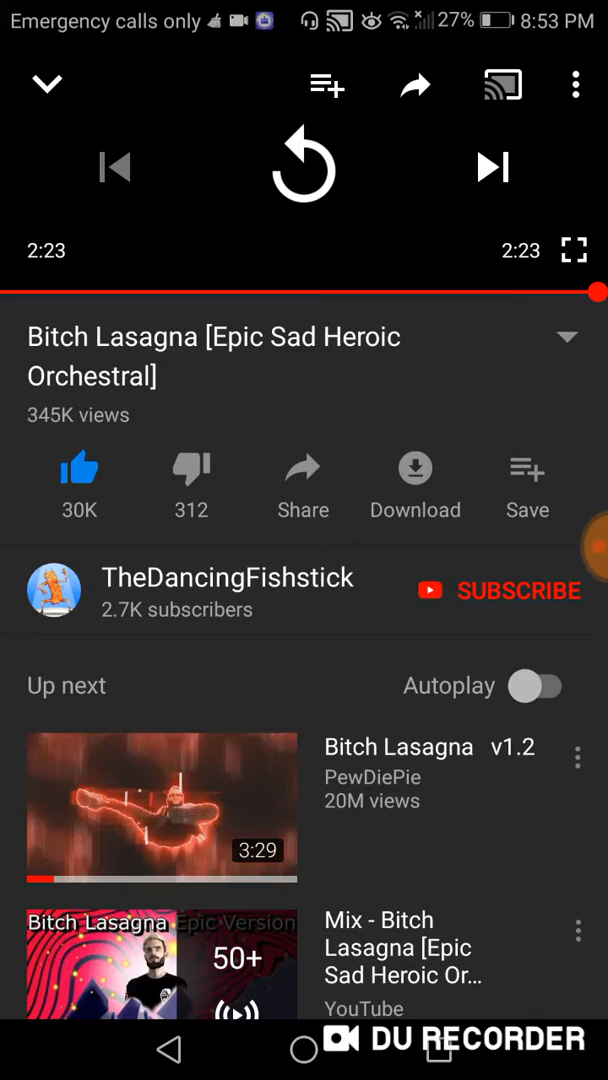 Emergency calls only 27% 8:53 PM
2:23 2:23
Bitch Lasagna [Epic Sad Heroic
Orchestral]
345K views
30K 312 Share Download Save
TheDancingFishstick
2.7K subscribers
SUBSCRIBE
Up next Autoplay
Bitch Lasagna v1.2
PewDiePie
20M views
3:29
Bitch Lasagna Epic Version
50+
Mix - Bitch
Lasagna [Epic
Sad Heroic Or...
YouTube
DU RECORDER